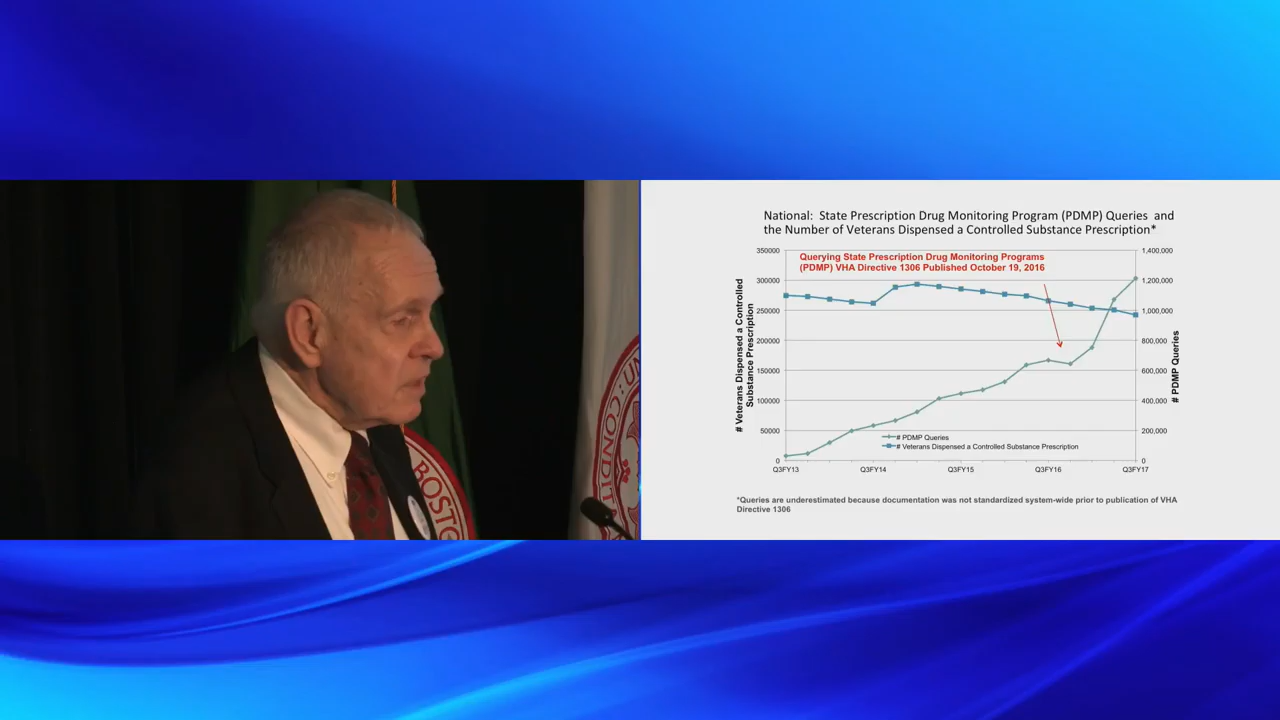 National: State Prescription Drug Monitoring Program (PDMP) Queries and
the Number of Veterans Dispensed a Controlled Substance Prescription*
Querying State Prescription Drug Monitoring Programs
(PDMP) VHA Directive 1306 Published October 19, 2016
# Veterans Dispensed a Controlled
Substance Prescription
350000
300000
250000
200000
150000
100000
50000
0
1,400,000
1,200,000
1,000,000
800,000
600,000
400,000
200,000
0
# PDMP Queries
# PDMP Queries
# Veterans Dispensed a Controlled Substance Prescription
Q3FY13
Q3FY14
Q3FY15
Q3FY16
Q3FY17
*Queries are underestimated because documentation was not standardized system-wide prior to publication of VHA
Directive 1306
BOSTO
CONDIT